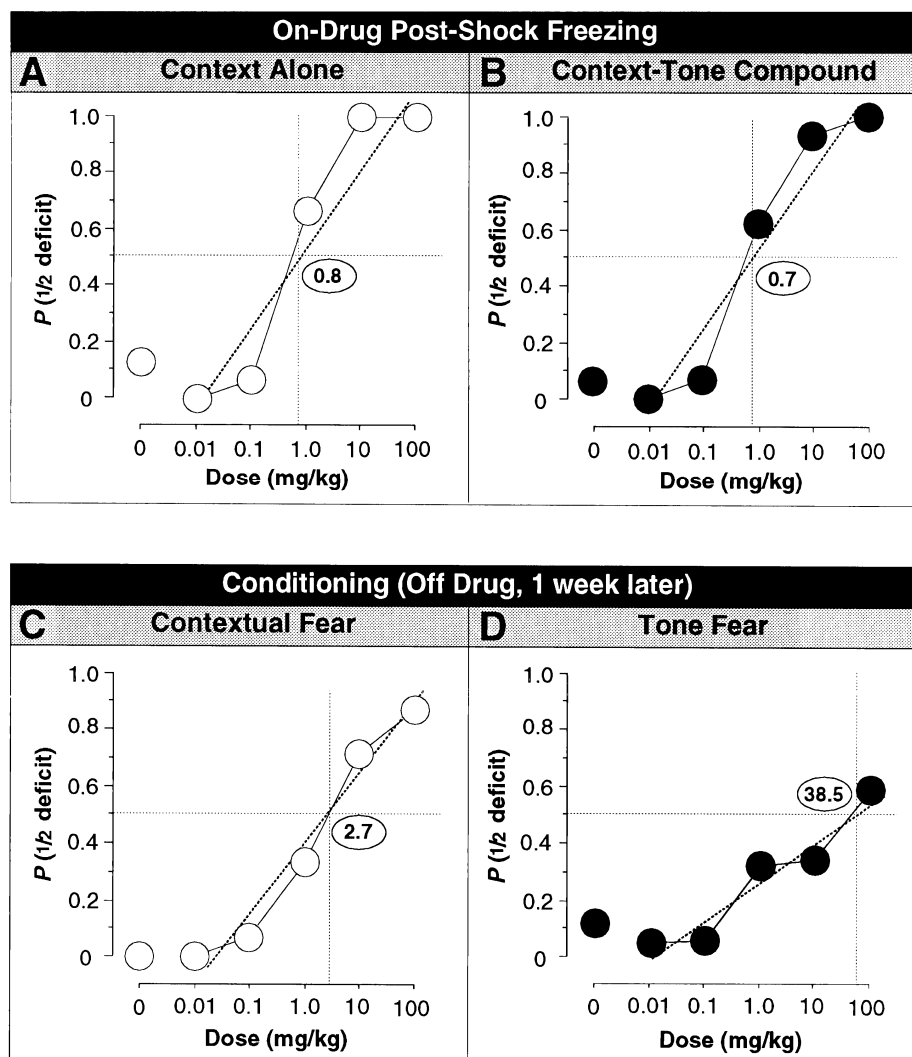 On-Drug Post-Shock Freezing
A Context Alone
B Context-Tone Compound
P (1/2 deficit)
1.0
0.8
0.6
0.4
0.2
0
0.8
0 0.01 0.1 1.0 10 100
Dose (mg/kg)
P (1/2 deficit)
1.0
0.8
0.6
0.4
0.2
0
0.7
0 0.01 0.1 1.0 10 100
Dose (mg/kg)
Conditioning (Off Drug, 1 week later)
C Contextual Fear
D Tone Fear
P (1/2 deficit)
1.0
0.8
0.6
0.4
0.2
0
2.7
0 0.01 0.1 1.0 10 100
Dose (mg/kg)
P (1/2 deficit)
1.0
0.8
0.6
0.4
0.2
0
38.5
0 0.01 0.1 1.0 10 100
Dose (mg/kg)